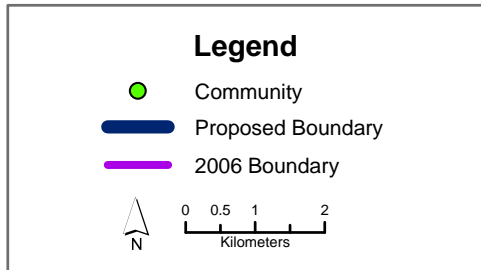 Legend
Community
Proposed Boundary
2006 Boundary
N
0 0.5 1 2
Kilometers